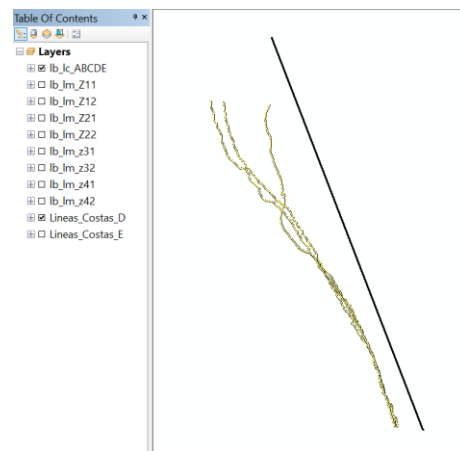 Table Of Contents
Layers
lb_lc_ABCDE
lb_lm_Z11
lb_lm_Z12
lb_lm_Z21
lb_lm_Z22
lb_lm_z31
lb_lm_z32
lb_lm_z41
lb_lm_z42
Lineas_Costas_D
Lineas_Costas_E